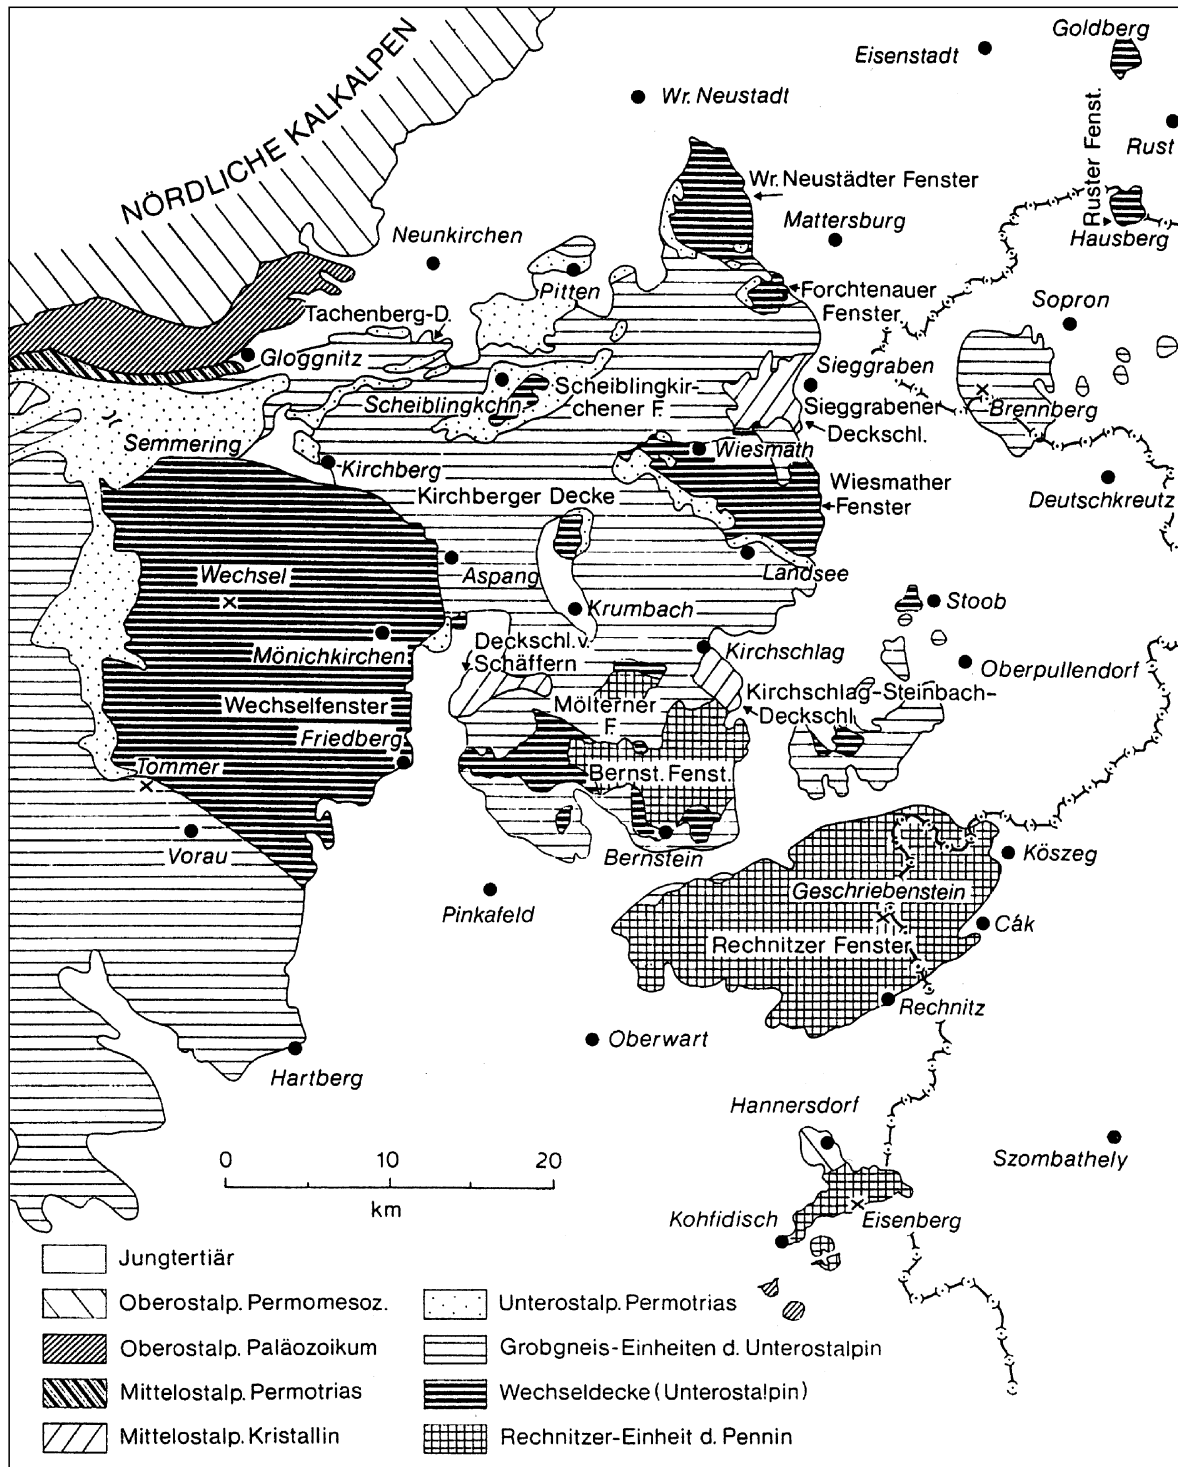 Goldberg
Eisenstadt
Wr. Neustadt
Rust
Ruster Fenst.
NÖRDLICHE KALKALPEN
Wr. Neustädter Fenster
Mattersburg
Hausberg
Neunkirchen
Pitten
Forchtenauer
Fenster
Sopron
Tachenberg-D.
Gloggnitz
Sieggraben
Scheiblingkir-
chener F.
Scheiblingkchn.
Sieggrabener
Deckschl.
Brennberg
Semmering
Kirchberg
Wiesmath
Kirchberger Decke
Wiesmather
Fenster
Deutschkreutz
Wechsel
Aspang
Landsee
Krumbach
Stoob
Mönichkirchen
Deckschl. v.
Schäffern
Kirchschlag
Oberpullendorf
Wechselfenster
Mölterner
F.
Kirchschlag-Steinbach-
Deckschl.
Friedberg
Tommer
Bernst. Fenst.
Vorau
Bernstein
Köszeg
Pinkafeld
Geschriebenstein
Cák
Rechnitzer Fenster
Rechnitz
Oberwart
Hartberg
Hannersdorf
Szombathely
0 10 20
km
Kohfidisch
Eisenberg
Jungtertiär
Oberostalp. Permomesoz.
Oberostalp. Paläozoikum
Mittelostalp. Permotrias
Mittelostalp. Kristallin
Unterostalp. Permotrias
Grobgneis-Einheiten d. Unterostalpin
Wechseldecke (Unterostalpin)
Rechnitzer-Einheit d. Pennin